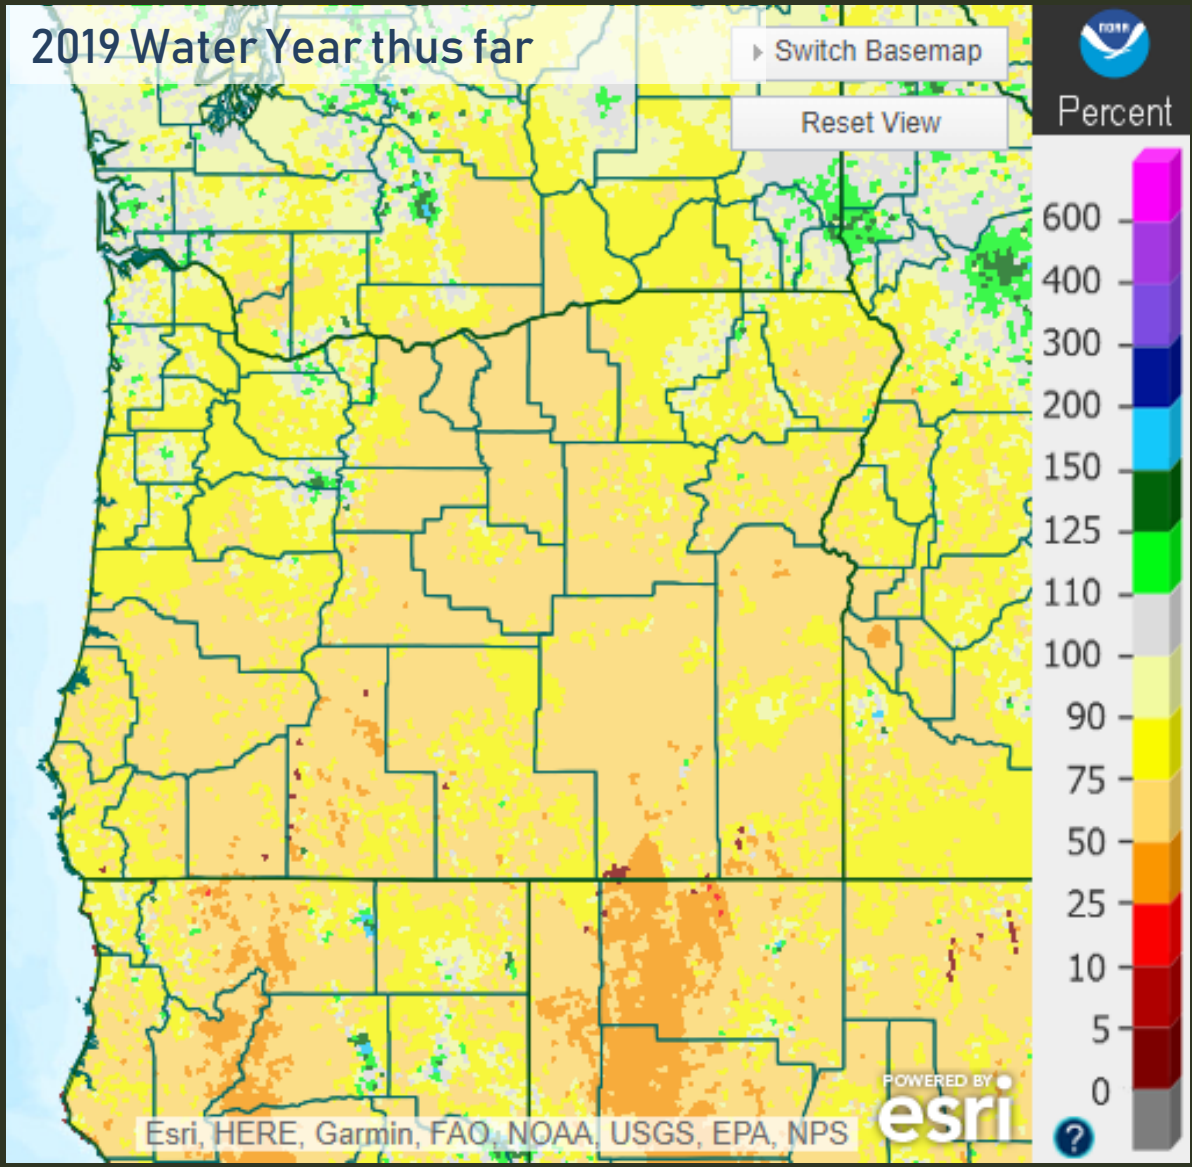 2019 Water Year thus far
Switch Basemap
Reset View
NOAA
Percent
600
400
300
200
150
125
110
100
90
75
50
25
10
5
0
POWERED BY
esri
Esri, HERE, Garmin, FAO, NOAA, USGS, EPA, NPS
?